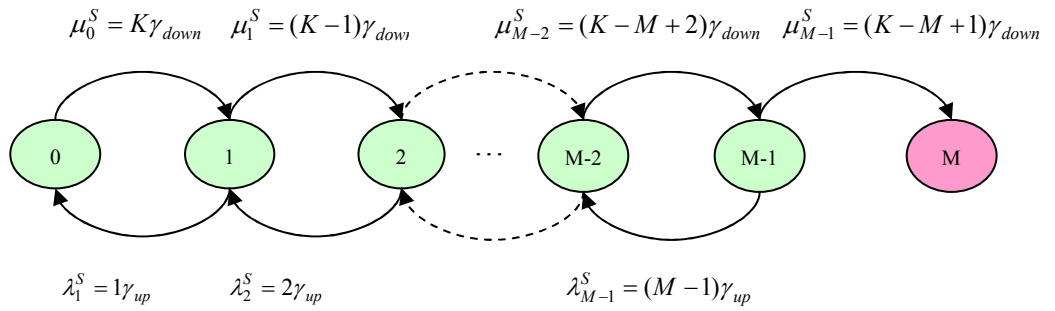 μ_0^S = Kγ_down μ_1^S = (K−1)γ_down μ_{M−2}^S = (K−M+2)γ_down μ_{M−1}^S = (K−M+1)γ_down
0 1 2 ··· M-2 M-1 M
λ_1^S = 1γ_up λ_2^S = 2γ_up λ_{M−1}^S = (M−1)γ_up